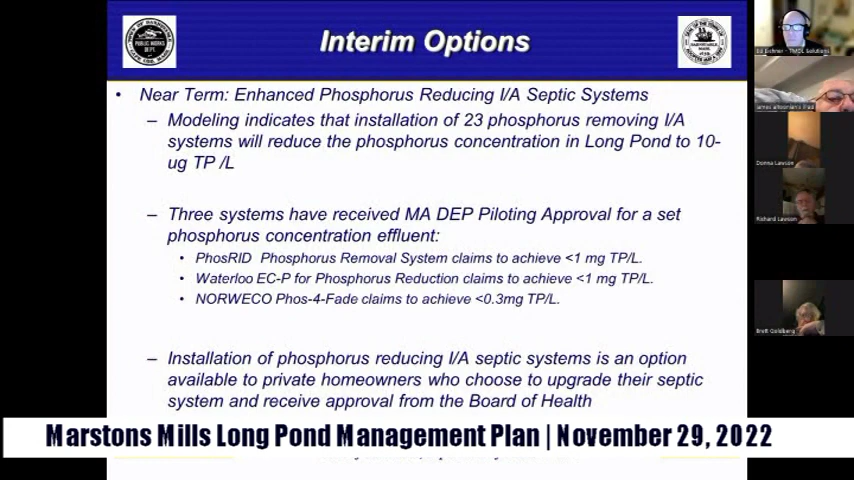 Interim Options
• Near Term: Enhanced Phosphorus Reducing I/A Septic Systems
– Modeling indicates that installation of 23 phosphorus removing I/A
systems will reduce the phosphorus concentration in Long Pond to 10-
ug TP /L
– Three systems have received MA DEP Piloting Approval for a set
phosphorus concentration effluent:
• PhosRID Phosphorus Removal System claims to achieve <1 mg TP/L.
• Waterloo EC-P for Phosphorus Reduction claims to achieve <1 mg TP/L.
• NORWECO Phos-4-Fade claims to achieve <0.3mg TP/L.
– Installation of phosphorus reducing I/A septic systems is an option
available to private homeowners who choose to upgrade their septic
system and receive approval from the Board of Health
Marstons Mills Long Pond Management Plan | November 29, 2022
PUBLIC WORKS
DEPT.
Eichner - TMDL Solutions
Donna Lawson
Richard Lawson
Brett Goldberg